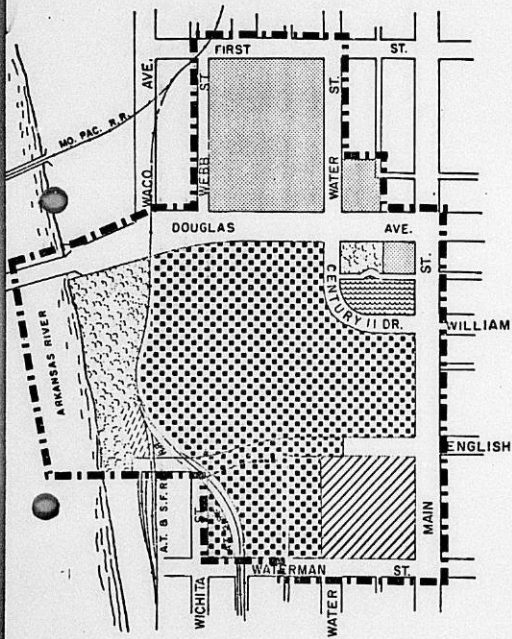 FIRST ST.
WACO AVE.
MO. PAC. R.R.
WEBB ST.
WATER ST.
DOUGLAS AVE.
ST.
CENTURY II DR.
WILLIAM
ARKANSAS RIVER
ENGLISH
A.T. & S.F. R.R.
ST.
MAIN
WATERMAN ST.
WICHITA
WATER